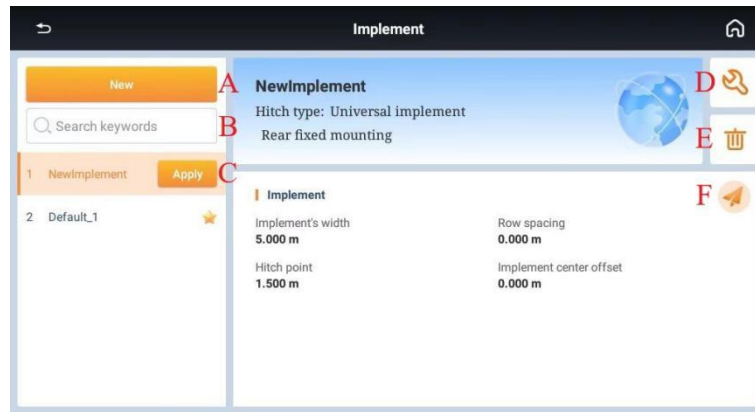 Implement
New
A
Search keywords
B
1 NewImplement Apply
C
2 Default_1
NewImplement
Hitch type: Universal implement
Rear fixed mounting
D
E
Implement
F
Implement's width Row spacing
5.000 m 0.000 m
Hitch point Implement center offset
1.500 m 0.000 m